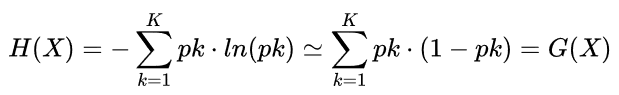 H(X) = − ∑_{k=1}^{K} pk · ln(pk) ≃ ∑_{k=1}^{K} pk · (1 − pk) = G(X)